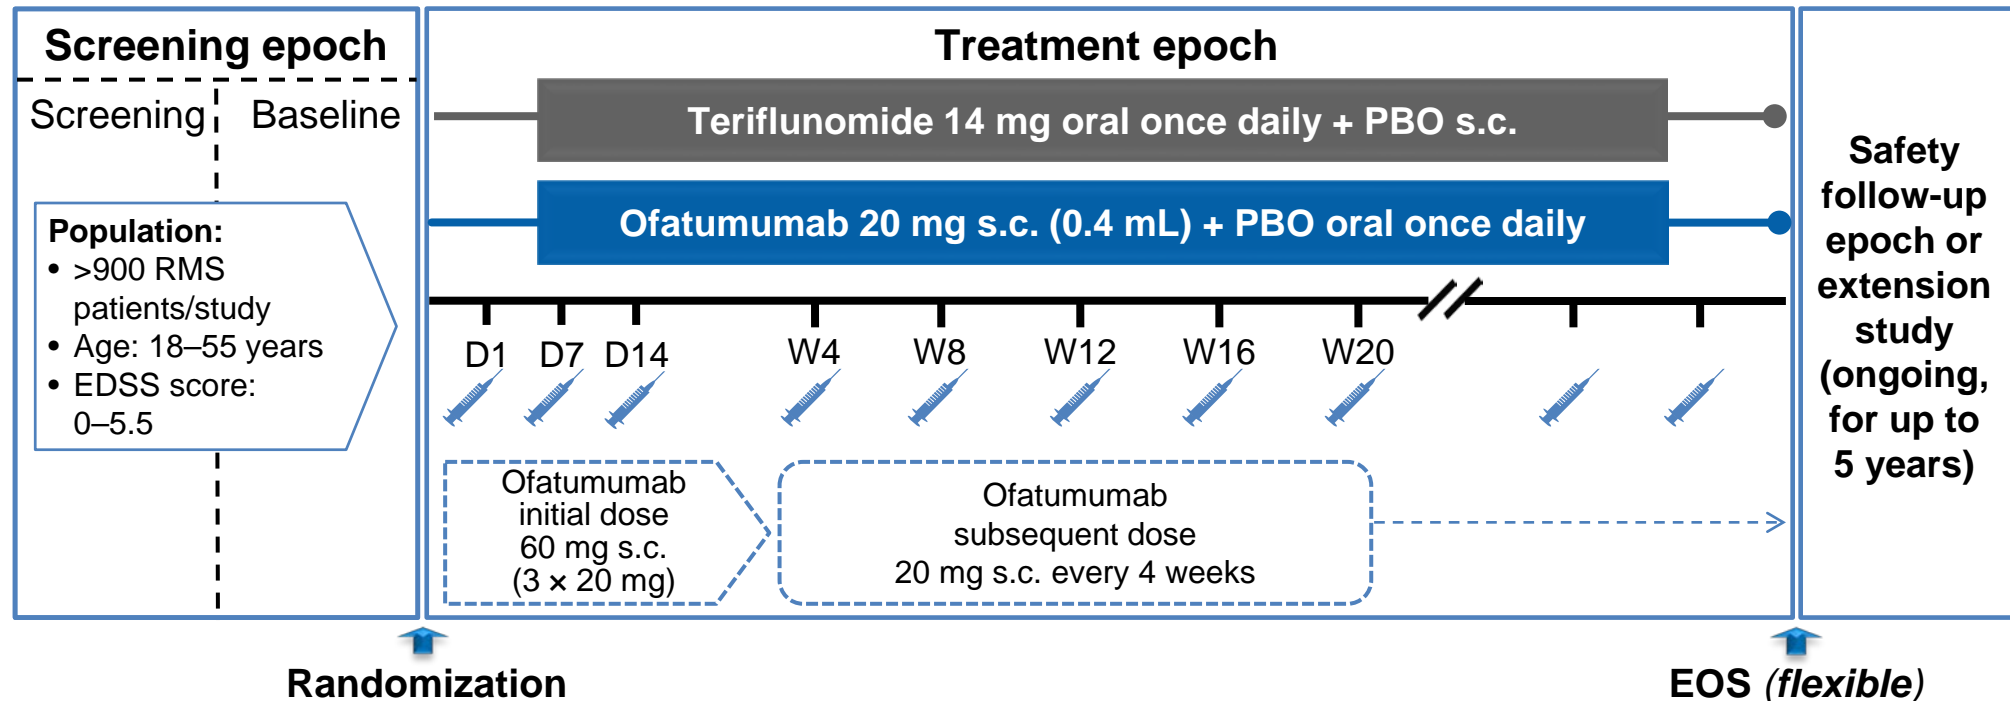 Screening epoch
Screening
Baseline
Population:
• >900 RMS
patients/study
• Age: 18–55 years
• EDSS score:
0–5.5
Treatment epoch
Teriflunomide 14 mg oral once daily + PBO s.c.
Ofatumumab 20 mg s.c. (0.4 mL) + PBO oral once daily
D1 D7 D14 W4 W8 W12 W16 W20
Ofatumumab
initial dose
60 mg s.c.
(3 × 20 mg)
Ofatumumab
subsequent dose
20 mg s.c. every 4 weeks
Safety
follow-up
epoch or
extension
study
(ongoing,
for up to
5 years)
Randomization
EOS (flexible)